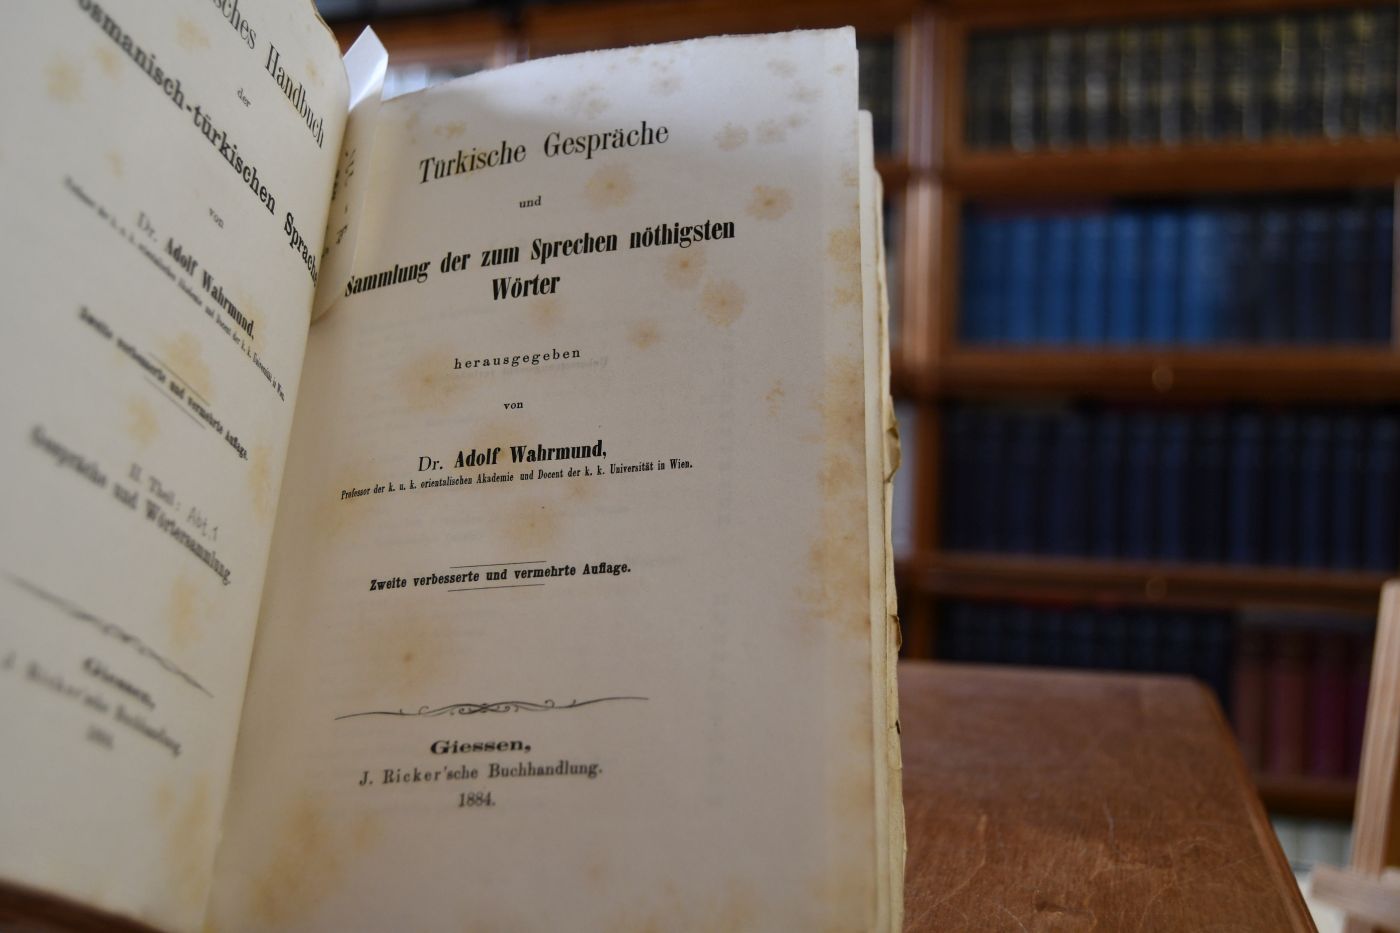 Handbuch
der
osmanisch-türkischen Sprache
von
Dr. Adolf Wahrmund,
Zweite verbesserte und vermehrte Auflage.
II. Theil: Abt. 1
Gespräche und Wörtersammlung.
Giessen,
J. Ricker'sche Buchhandlung.
Türkische Gespräche
und
Sammlung der zum Sprechen nöthigsten
Wörter
herausgegeben
von
Dr. Adolf Wahrmund,
Professor der k. u. k. orientalischen Akademie und Docent der k. k. Universität in Wien.
Zweite verbesserte und vermehrte Auflage.
Giessen,
J. Ricker'sche Buchhandlung.
1884.